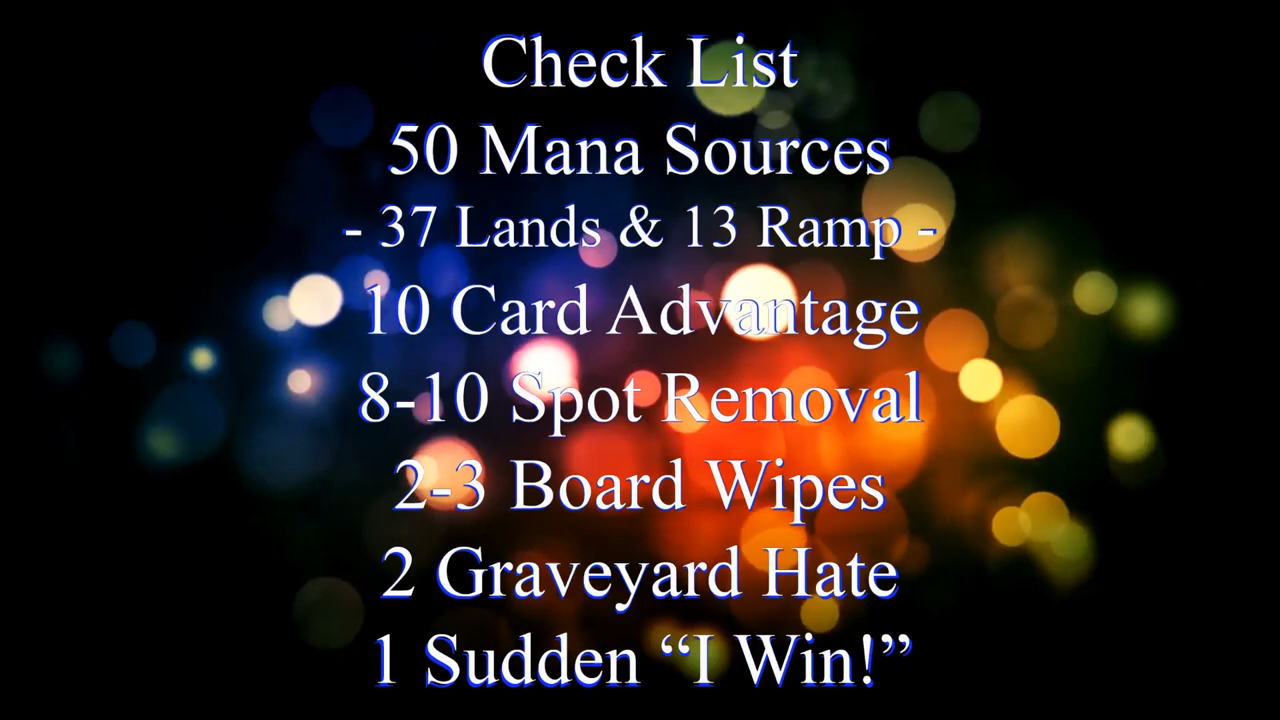 Check List
50 Mana Sources
- 37 Lands & 13 Ramp -
10 Card Advantage
8-10 Spot Removal
2-3 Board Wipes
2 Graveyard Hate
1 Sudden “I Win!”